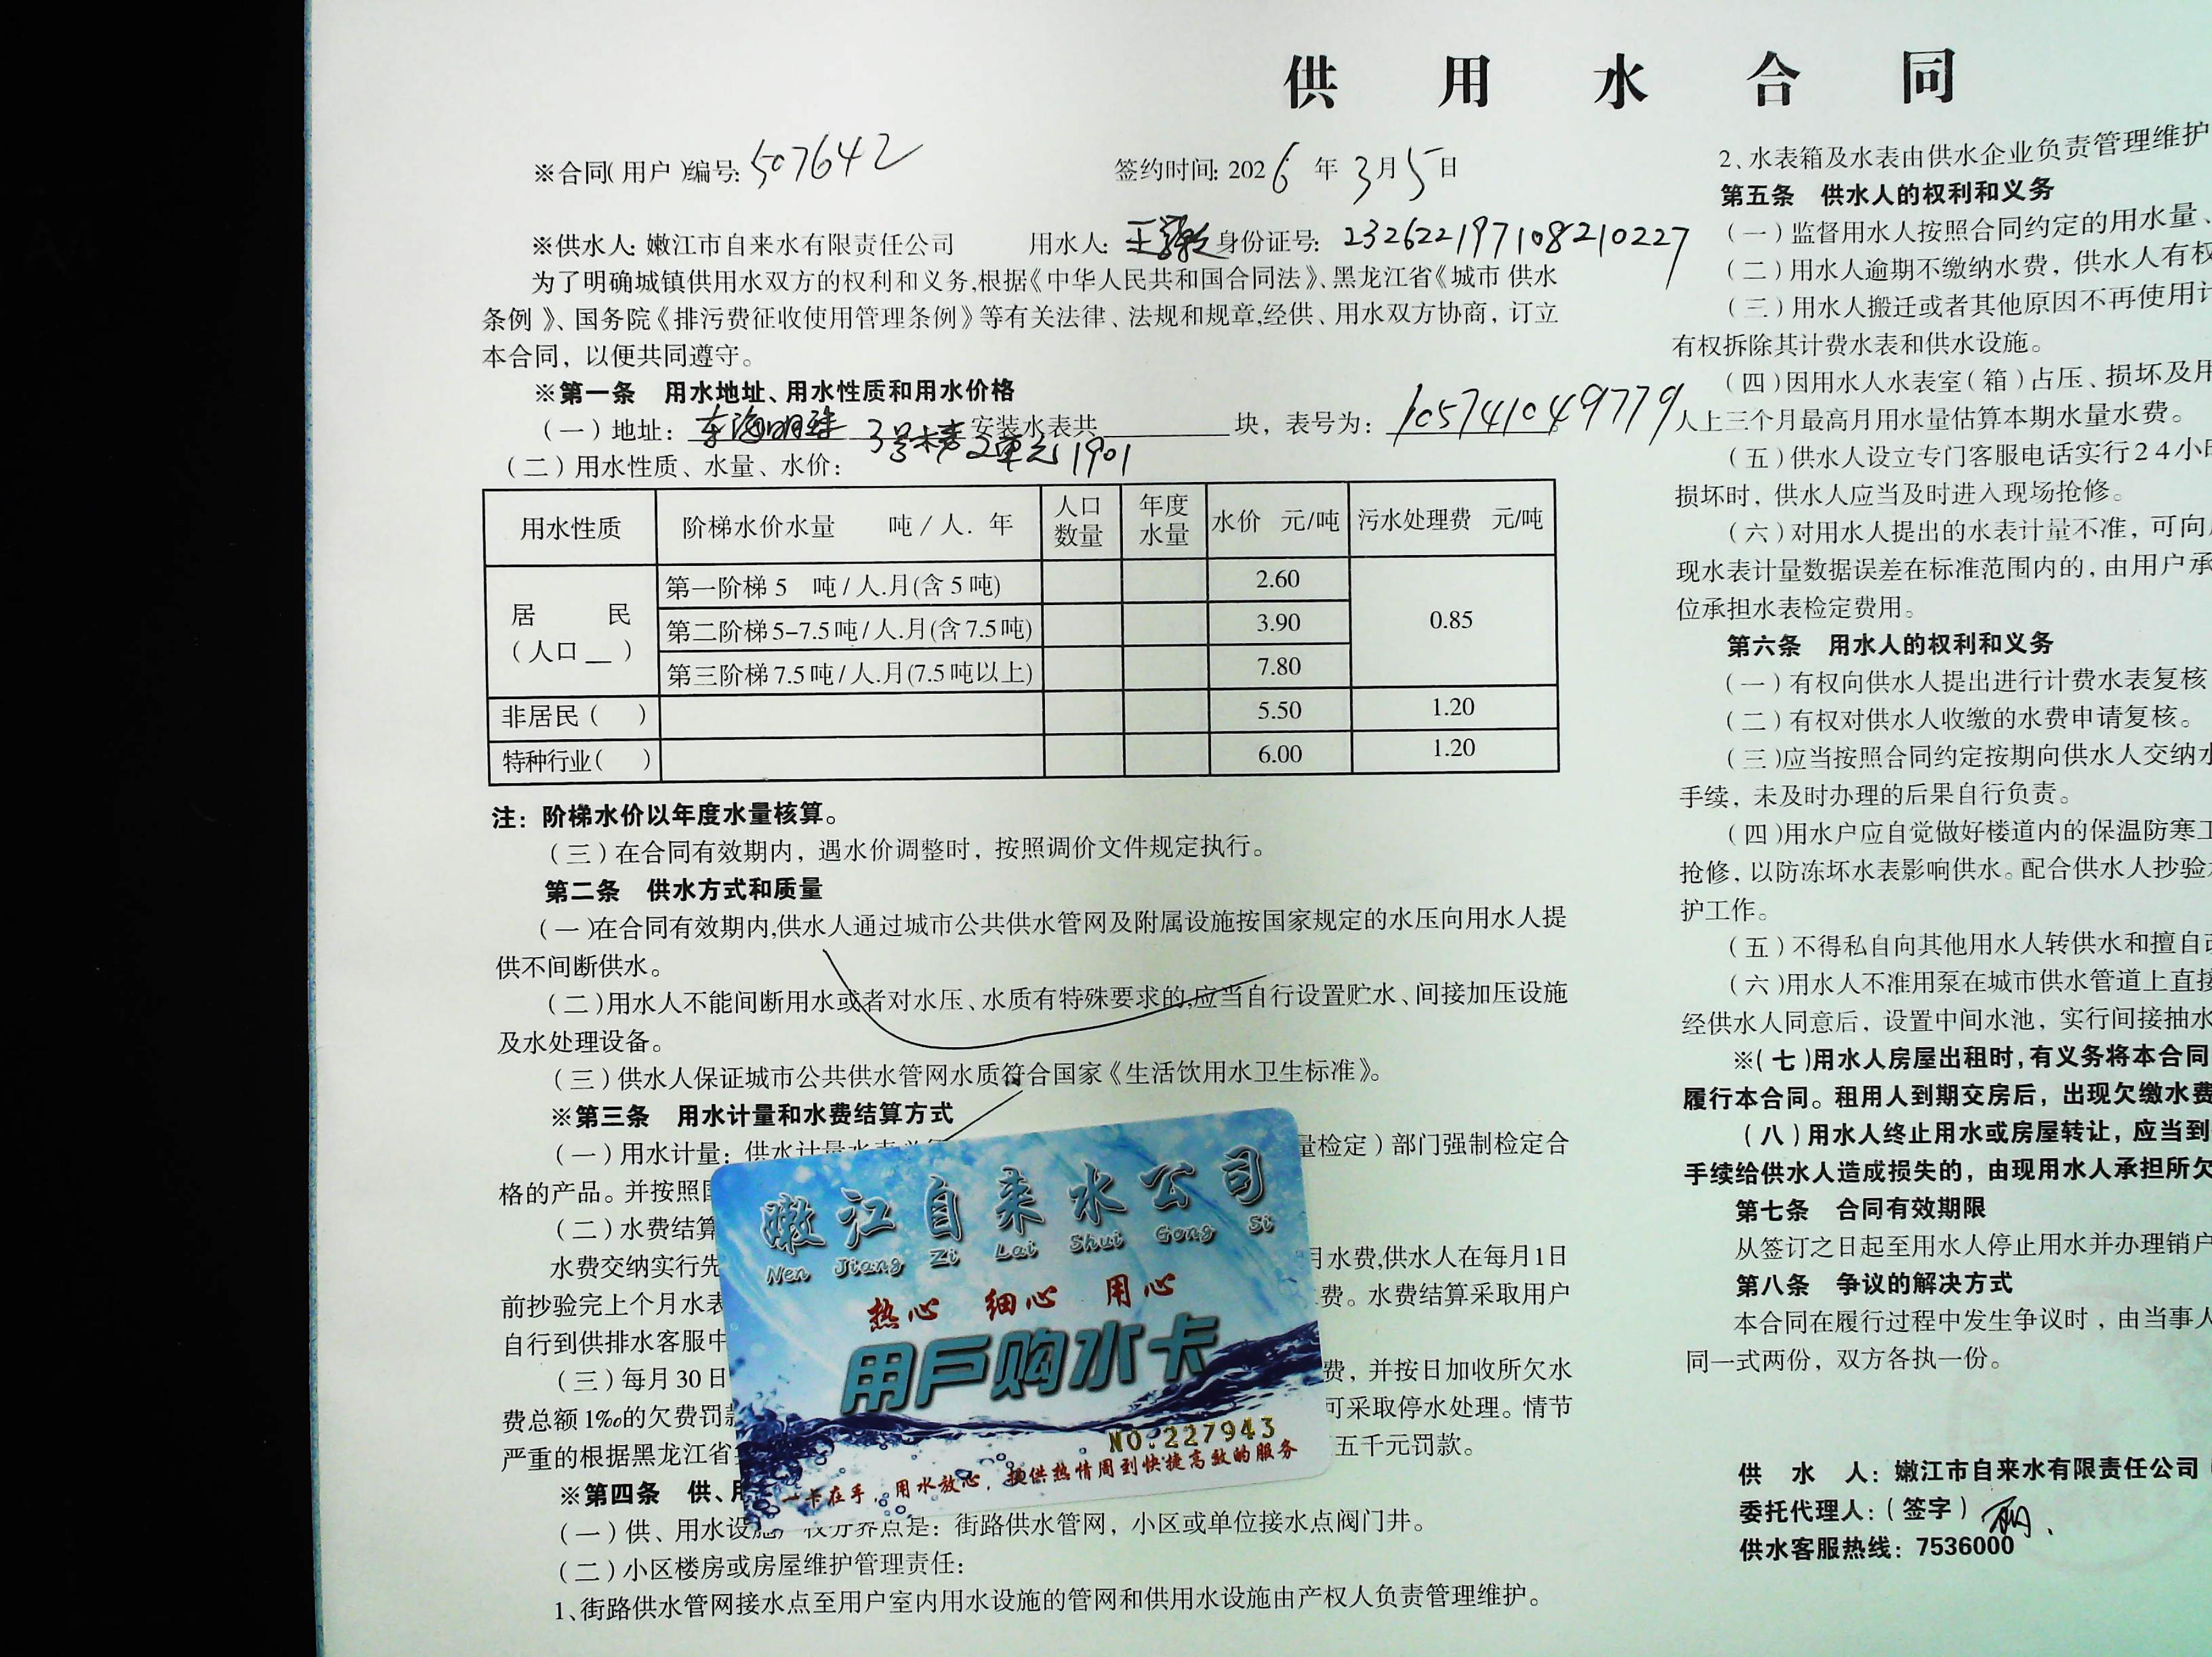 供用水合同
※合同(用户)编号: 507642 签约时间: 2026年3月5日
※供水人: 嫩江市自来水有限责任公司 用水人: 王 身份证号: 232622197108210227
为了明确城镇供用水双方的权利和义务,根据《中华人民共和国合同法》、黑龙江省《城市供水
条例》、国务院《排污费征收使用管理条例》等有关法律、法规和规章,经供、用水双方协商，订立
本合同，以便共同遵守。
※第一条 用水地址、用水性质和用水价格
(一)地址: 东海明珠 3号楼2单元1901 安装水表共 块，表号为: 105741049779
(二)用水性质、水量、水价:
用水性质 阶梯水价水量 吨/人.年 人口数量 年度水量 水价 元/吨 污水处理费 元/吨
居民(人口__) 第一阶梯 5 吨/人.月(含5吨) 2.60 0.85
第二阶梯5-7.5吨/人.月(含7.5吨) 3.90
第三阶梯7.5吨/人.月(7.5吨以上) 7.80
非居民( ) 5.50 1.20
特种行业( ) 6.00 1.20
注: 阶梯水价以年度水量核算。
(三)在合同有效期内，遇水价调整时，按照调价文件规定执行。
第二条 供水方式和质量
(一)在合同有效期内,供水人通过城市公共供水管网及附属设施按国家规定的水压向用水人提
供不间断供水。
(二)用水人不能间断用水或者对水压、水质有特殊要求的,应当自行设置贮水、间接加压设施
及水处理设备。
(三)供水人保证城市公共供水管网水质符合国家《生活饮用水卫生标准》。
※第三条 用水计量和水费结算方式
(一)用水计量: 供水计量水表 量检定)部门强制检定合
格的产品。并按照
(二)水费结算
水费交纳实行先 月水费,供水人在每月1日
前抄验完上个月水表 费。水费结算采取用户
自行到供排水客服中
(三)每月30日 费，并按日加收所欠水
费总额1‰的欠费罚款 可采取停水处理。情节
严重的根据黑龙江省 五千元罚款。
※第四条 供、用
(一)供、用水设施产权分界点是: 街路供水管网，小区或单位接水点阀门井。
(二)小区楼房或房屋维护管理责任:
1、街路供水管网接水点至用户室内用水设施的管网和供用水设施由产权人负责管理维护。
嫩江自来水公司
Nen Jiang Zi Lai Shui Gong Si
热心 细心 用心
用戶购水卡
NO:227943
一卡在手，用水放心，提供热情周到快捷高效的服务
2、水表箱及水表由供水企业负责管理维护
第五条 供水人的权利和义务
(一)监督用水人按照合同约定的用水量、
(二)用水人逾期不缴纳水费，供水人有权
(三)用水人搬迁或者其他原因不再使用计
有权拆除其计费水表和供水设施。
(四)因用水人水表室(箱)占压、损坏及用
人上三个月最高月用水量估算本期水量水费。
(五)供水人设立专门客服电话实行24小时
损坏时，供水人应当及时进入现场抢修。
(六)对用水人提出的水表计量不准，可向
现水表计量数据误差在标准范围内的,由用户承
位承担水表检定费用。
第六条 用水人的权利和义务
(一)有权向供水人提出进行计费水表复核
(二)有权对供水人收缴的水费申请复核。
(三)应当按照合同约定按期向供水人交纳水
手续，未及时办理的后果自行负责。
(四)用水户应自觉做好楼道内的保温防寒工
抢修,以防冻坏水表影响供水。配合供水人抄验
护工作。
(五)不得私自向其他用水人转供水和擅自
(六)用水人不准用泵在城市供水管道上直接
经供水人同意后，设置中间水池，实行间接抽水
※(七)用水人房屋出租时,有义务将本合同
履行本合同。租用人到期交房后，出现欠缴水费
(八)用水人终止用水或房屋转让，应当到
手续给供水人造成损失的，由现用水人承担所欠
第七条 合同有效期限
从签订之日起至用水人停止用水并办理销户
第八条 争议的解决方式
本合同在履行过程中发生争议时，由当事人
同一式两份，双方各执一份。
供水人: 嫩江市自来水有限责任公司
委托代理人:(签字)
供水客服热线: 7536000